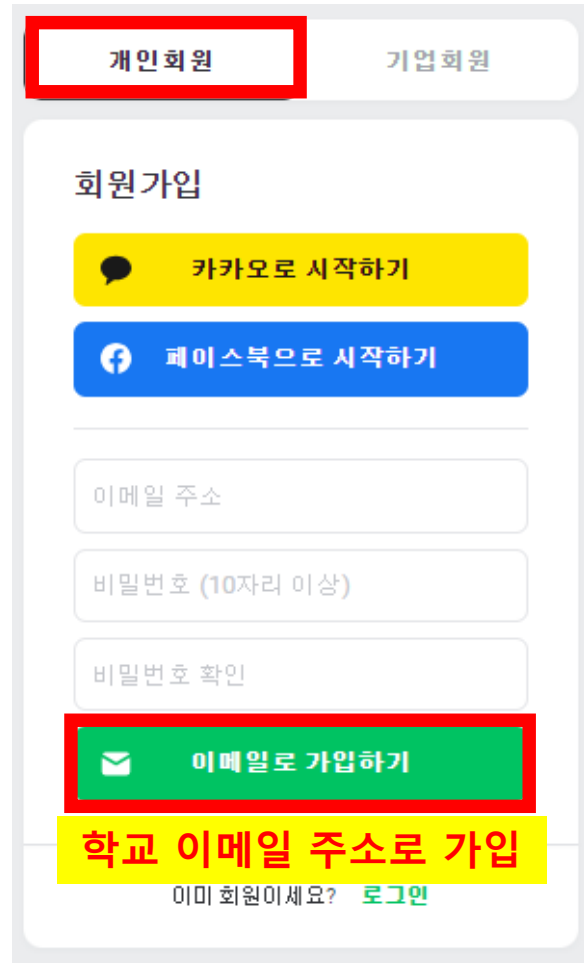 개인회원
기업회원
회원가입
카카오로 시작하기
페이스북으로 시작하기
이메일 주소
비밀번호 (10자리 이상)
비밀번호 확인
이메일로 가입하기
학교 이메일 주소로 가입
이미 회원이세요? 로그인